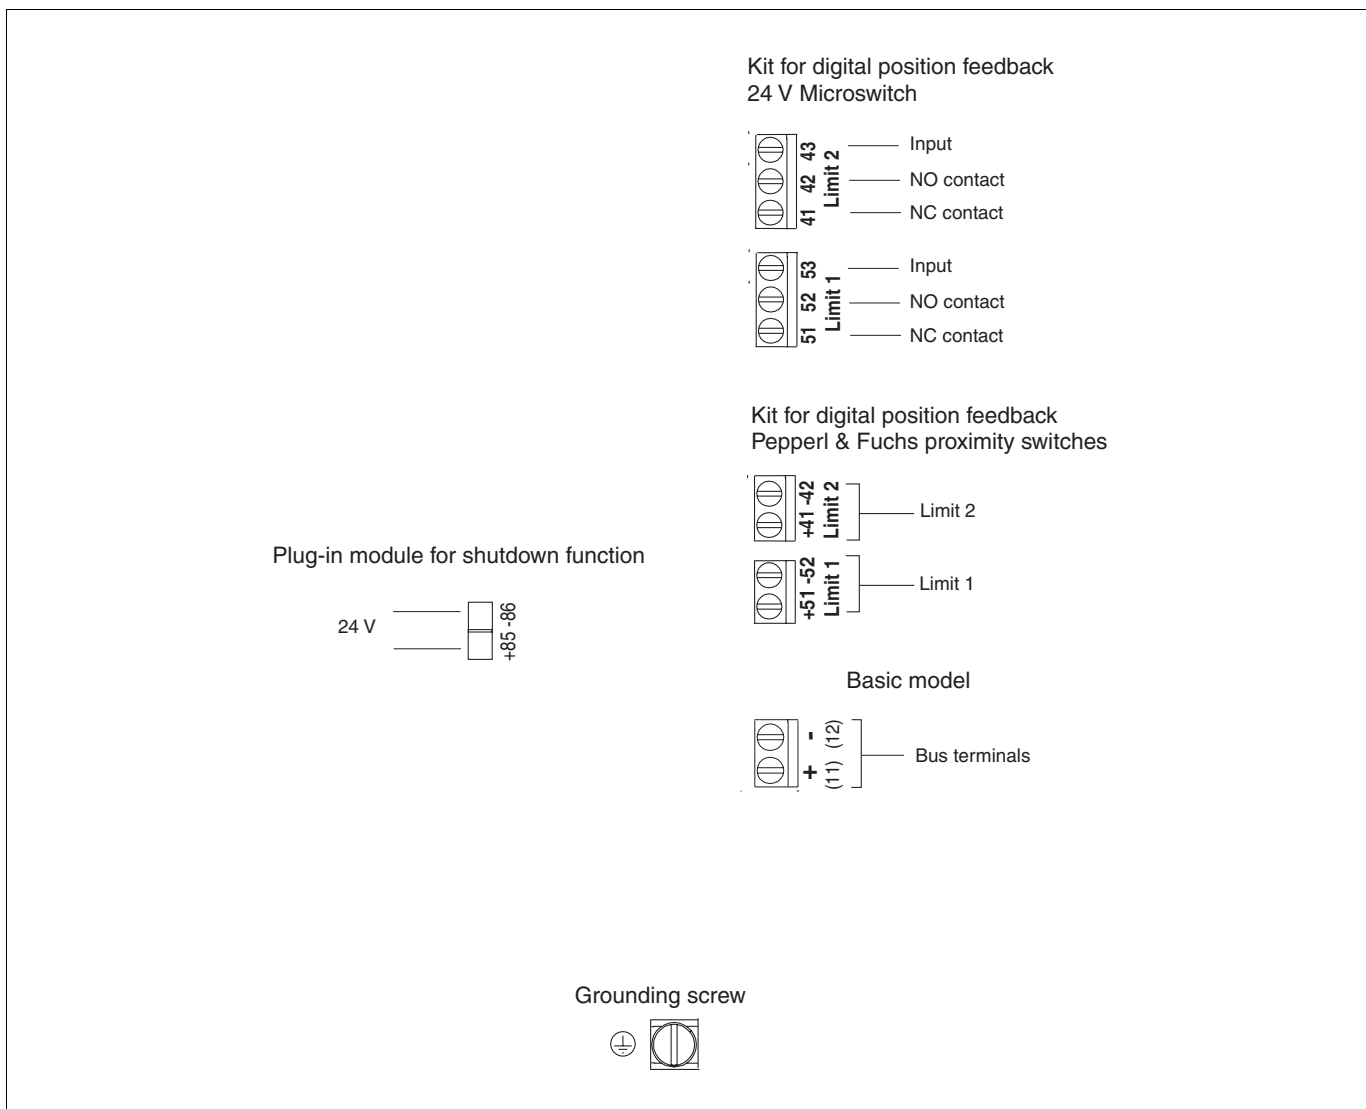 Kit for digital position feedback
24 V Microswitch
43 Input
42 NO contact
41 NC contact
Limit 2
53 Input
52 NO contact
51 NC contact
Limit 1
Kit for digital position feedback
Pepperl & Fuchs proximity switches
+41 -42
Limit 2
Limit 2
+51 -52
Limit 1
Limit 1
Plug-in module for shutdown function
24 V
+85 -86
Basic model
+ -
(11) (12)
Bus terminals
Grounding screw